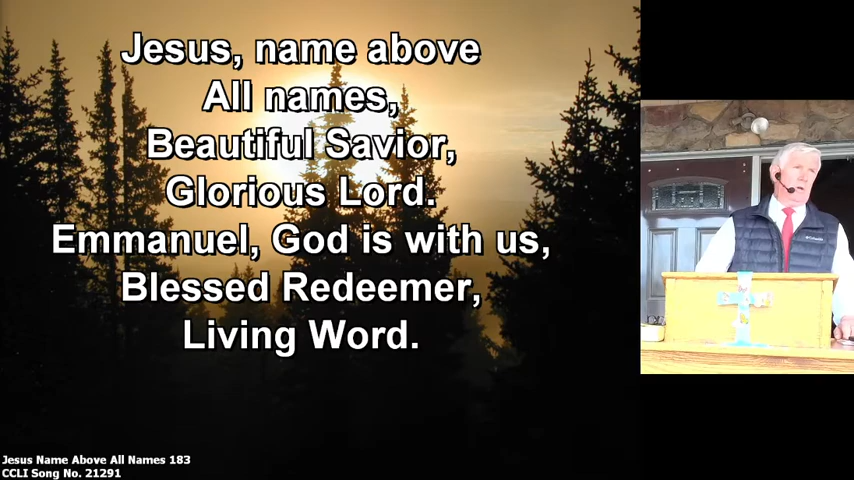 Jesus, name above
All names,
Beautiful Savior,
Glorious Lord.
Emmanuel, God is with us,
Blessed Redeemer,
Living Word.
Jesus Name Above All Names 183
CCLI Song No. 21291
Columbia